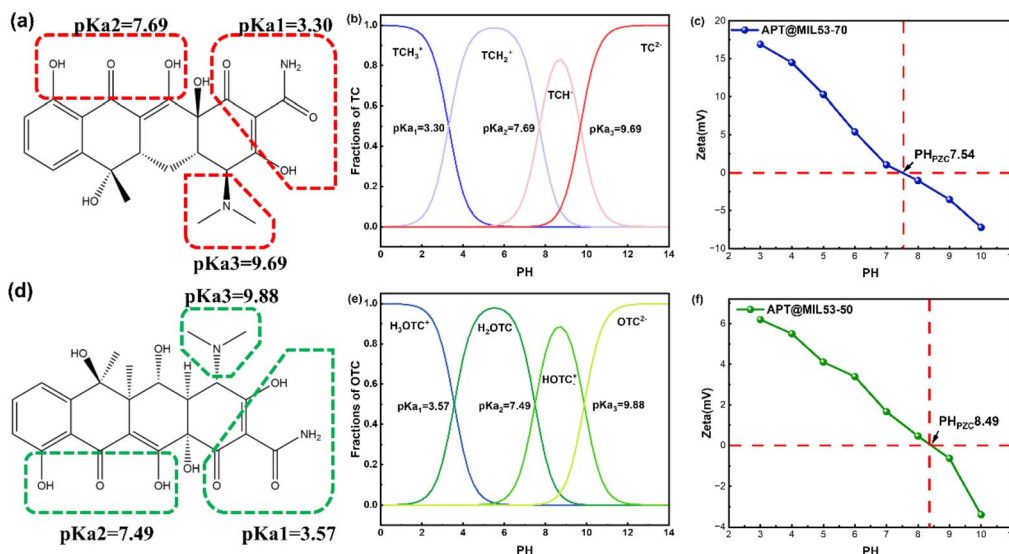 (a)
pKa2=7.69
pKa1=3.30
OH
O
OH
OH
O
NH₂
O
OH
HO
N
pKa3=9.69
(b)
TCH₃⁺
TCH₂⁺
TCH⁻
TC²⁻
pKa₁=3.30
pKa₂=7.69
pKa₃=9.69
Fractions of TC
1.0
0.8
0.6
0.4
0.2
0.0
0 2 4 6 8 10 12 14
PH
(c)
APT@MIL53-70
PH_PZC7.54
Zeta(mV)
20
15
10
5
0
-5
-10
2 3 4 5 6 7 8 9 10 11
PH
(d)
pKa3=9.88
N
HO
OH
H
OH
NH₂
OH
O
OH
OH
O
O
pKa2=7.49
pKa1=3.57
(e)
H₃OTC⁺
H₂OTC
HOTC
OTC²⁻
pKa₁=3.57
pKa₂=7.49
pKa₃=9.88
Fractions of OTC
1.0
0.8
0.6
0.4
0.2
0.0
0 2 4 6 8 10 12 14
PH
(f)
APT@MIL53-50
PH_PZC8.49
Zeta(mV)
6
4
2
0
-2
-4
2 3 4 5 6 7 8 9 10 11
PH